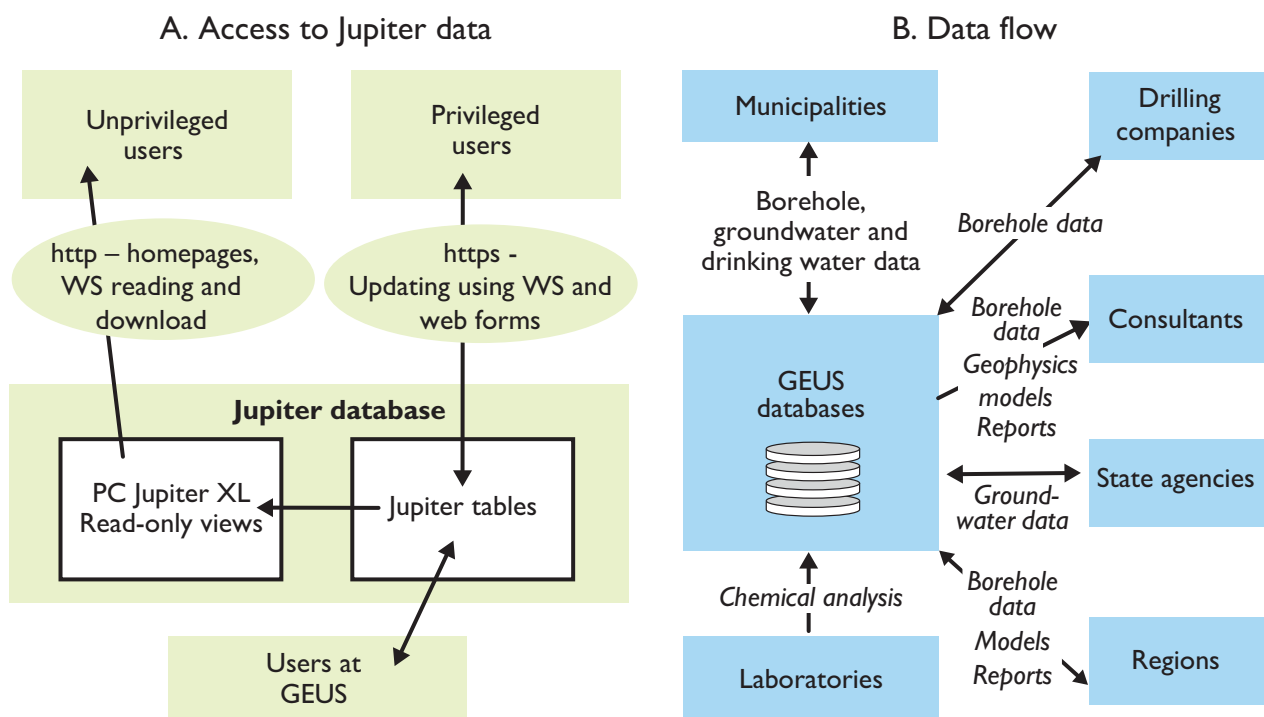 A. Access to Jupiter data
Unprivileged
users
Privileged
users
http – homepages,
WS reading and
download
https -
Updating using WS and
web forms
Jupiter database
PC Jupiter XL
Read-only views
Jupiter tables
Users at
GEUS
B. Data flow
Municipalities
Drilling
companies
Borehole,
groundwater and
drinking water data
Borehole data
GEUS
databases
Borehole
data
Geophysics
models
Reports
Consultants
State agencies
Ground-
water data
Chemical analysis
Laboratories
Borehole
data
Models
Reports
Regions